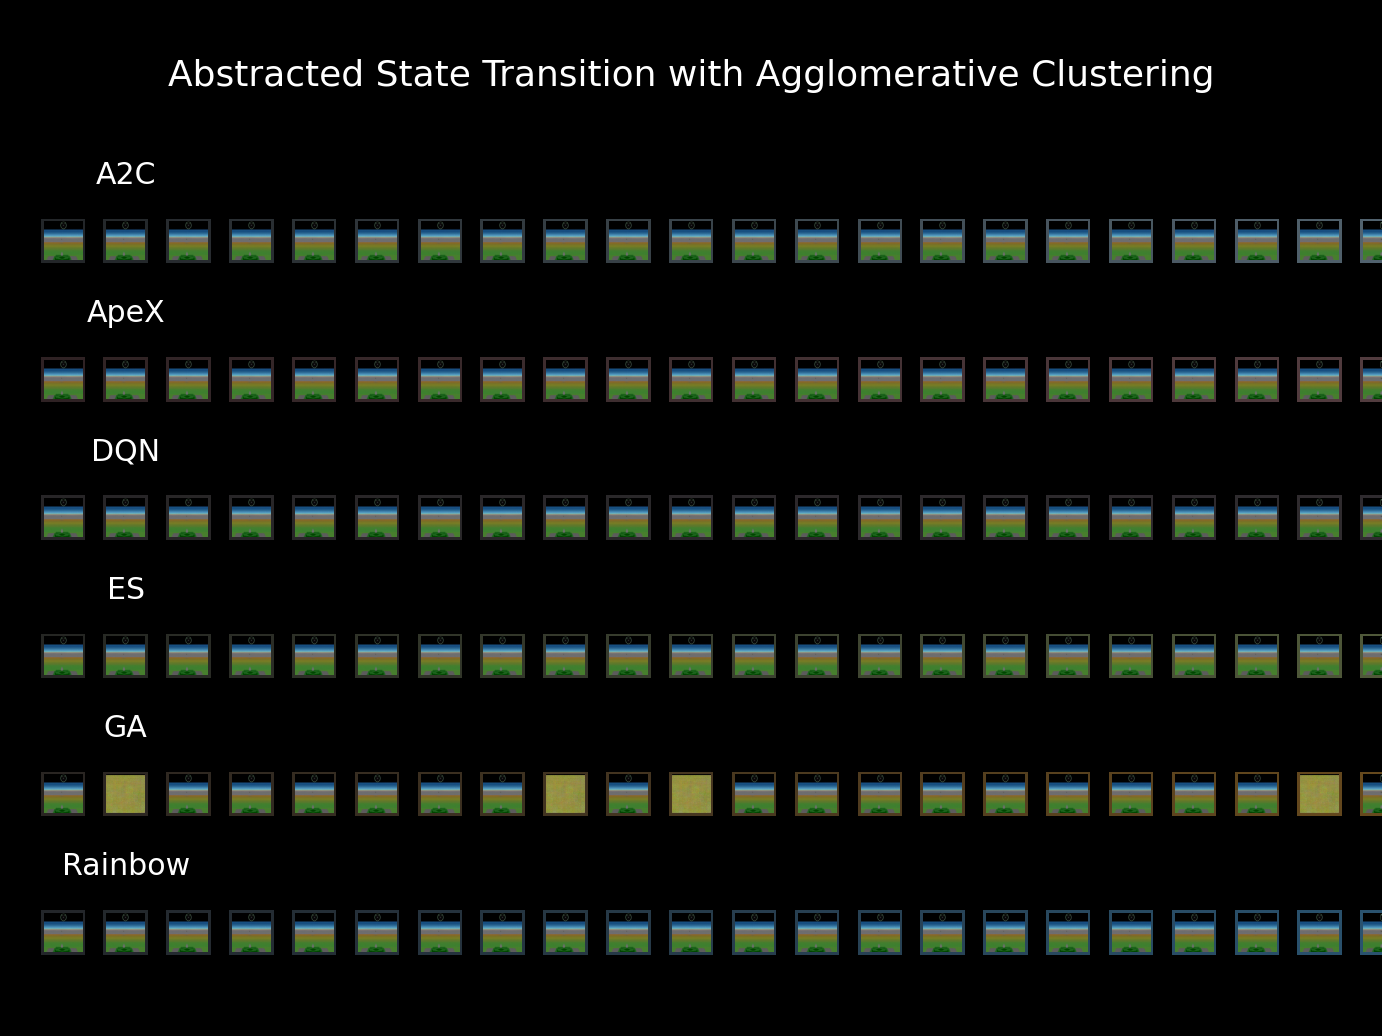 Abstracted State Transition with Agglomerative Clustering
A2C
ApeX
DQN
ES
GA
Rainbow